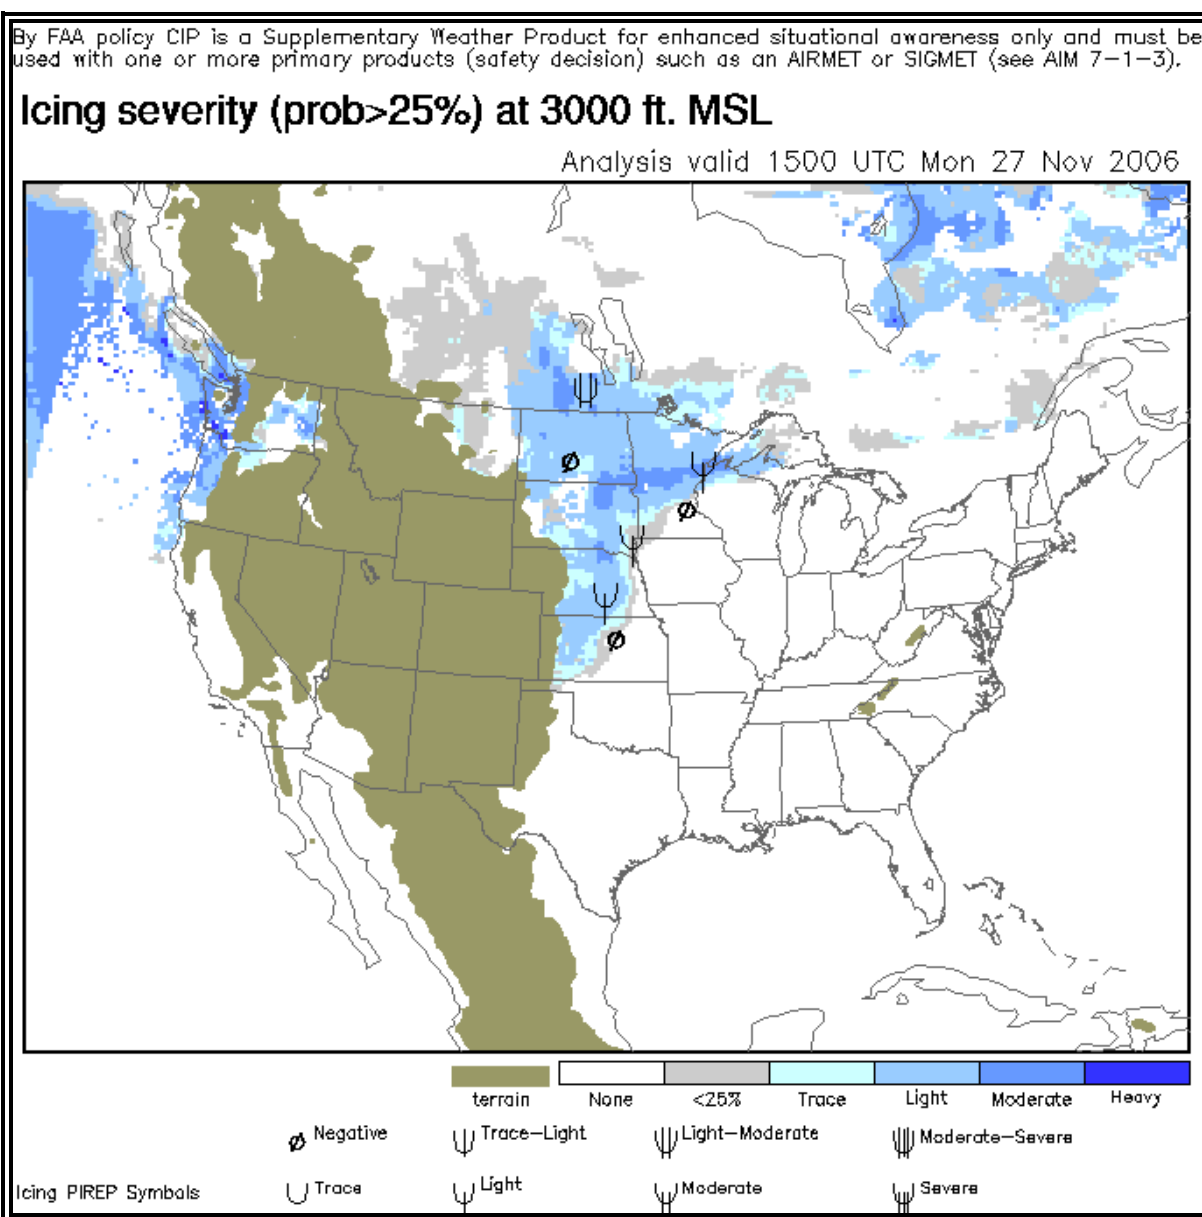 By FAA policy CIP is a Supplementary Weather Product for enhanced situational awareness only and must be
used with one or more primary products (safety decision) such as an AIRMET or SIGMET (see AIM 7-1-3).
Icing severity (prob>25%) at 3000 ft. MSL
Analysis valid 1500 UTC Mon 27 Nov 2006
terrain None <25% Trace Light Moderate Heavy
Negative Trace-Light Light-Moderate Moderate-Severe
Icing PIREP Symbols Trace Light Moderate Severe